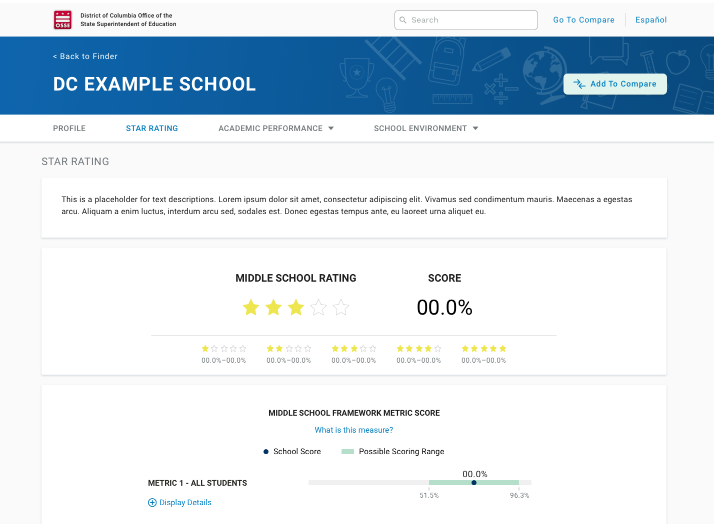 OSSE
District of Columbia Office of the
State Superintendent of Education
Search
Go To Compare
Español
< Back to Finder
DC EXAMPLE SCHOOL
Add To Compare
PROFILE
STAR RATING
ACADEMIC PERFORMANCE
SCHOOL ENVIRONMENT
STAR RATING
This is a placeholder for text descriptions. Lorem ipsum dolor sit amet, consectetur adipiscing elit. Vivamus sed condimentum mauris. Maecenas a egestas
arcu. Aliquam a enim luctus, interdum arcu sed, sodales est. Donec egestas tempus ante, eu laoreet urna aliquet eu.
MIDDLE SCHOOL RATING
SCORE
00.0%
00.0%–00.0%
00.0%–00.0%
00.0%–00.0%
00.0%–00.0%
00.0%–00.0%
MIDDLE SCHOOL FRAMEWORK METRIC SCORE
What is this measure?
School Score
Possible Scoring Range
00.0%
METRIC 1 - ALL STUDENTS
51.5%
96.3%
Display Details